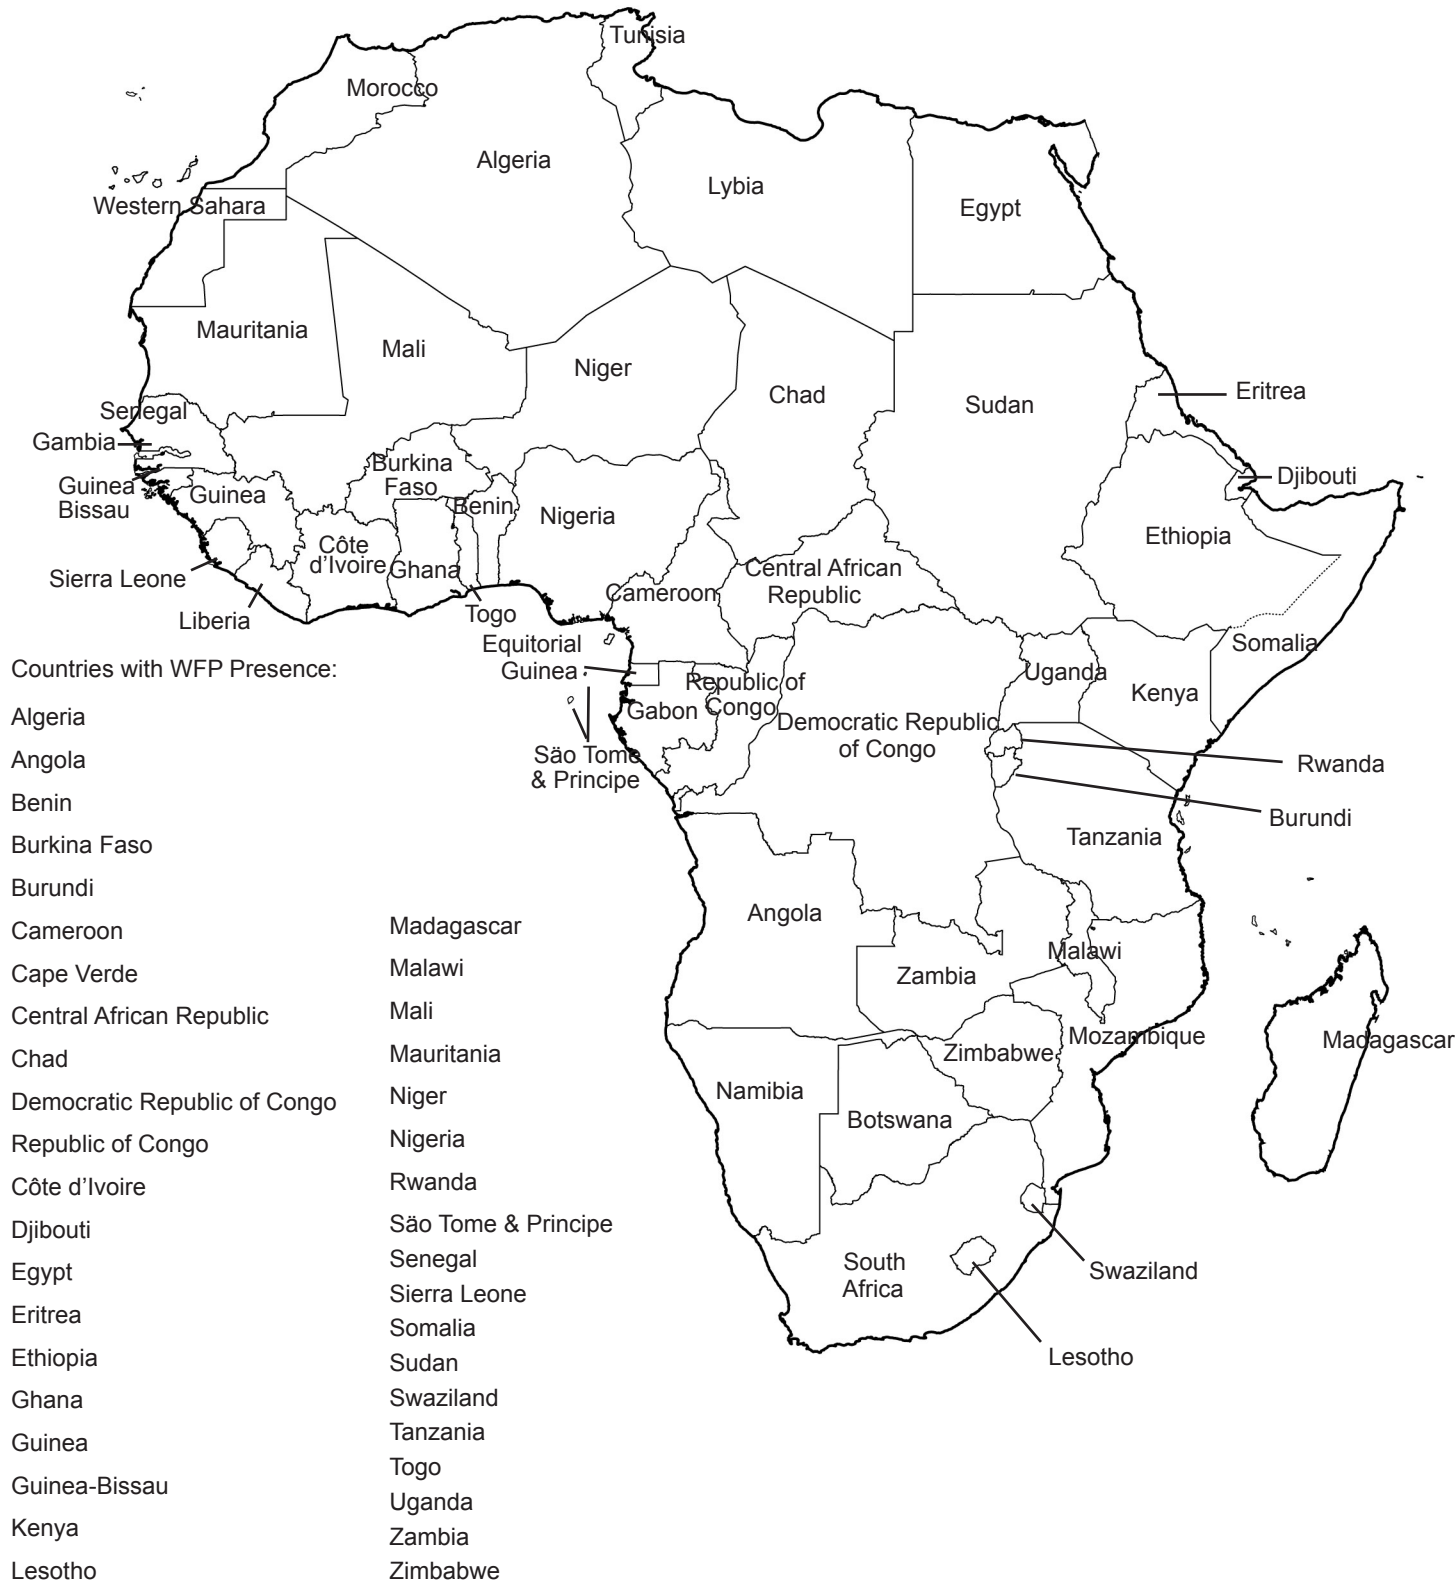 Tunisia
Morocco
Algeria
Lybia
Egypt
Western Sahara
Mauritania
Mali
Niger
Chad
Sudan
Eritrea
Senegal
Gambia
Guinea
Bissau
Guinea
Burkina
Faso
Benin
Nigeria
Djibouti
Ethiopia
Côte
d’Ivoire
Ghana
Sierra Leone
Liberia
Togo
Cameroon
Central African
Republic
Equitorial
Guinea
Somalia
Uganda
Kenya
Republic of
Congo
Gabon
Democratic Republic
of Congo
Säo Tome
& Principe
Rwanda
Burundi
Tanzania
Angola
Zambia
Malawi
Mozambique
Madagascar
Zimbabwe
Namibia
Botswana
South
Africa
Swaziland
Lesotho
Countries with WFP Presence:
Algeria
Angola
Benin
Burkina Faso
Burundi
Cameroon
Cape Verde
Central African Republic
Chad
Democratic Republic of Congo
Republic of Congo
Côte d’Ivoire
Djibouti
Egypt
Eritrea
Ethiopia
Ghana
Guinea
Guinea-Bissau
Kenya
Lesotho
Madagascar
Malawi
Mali
Mauritania
Niger
Nigeria
Rwanda
Säo Tome & Principe
Senegal
Sierra Leone
Somalia
Sudan
Swaziland
Tanzania
Togo
Uganda
Zambia
Zimbabwe